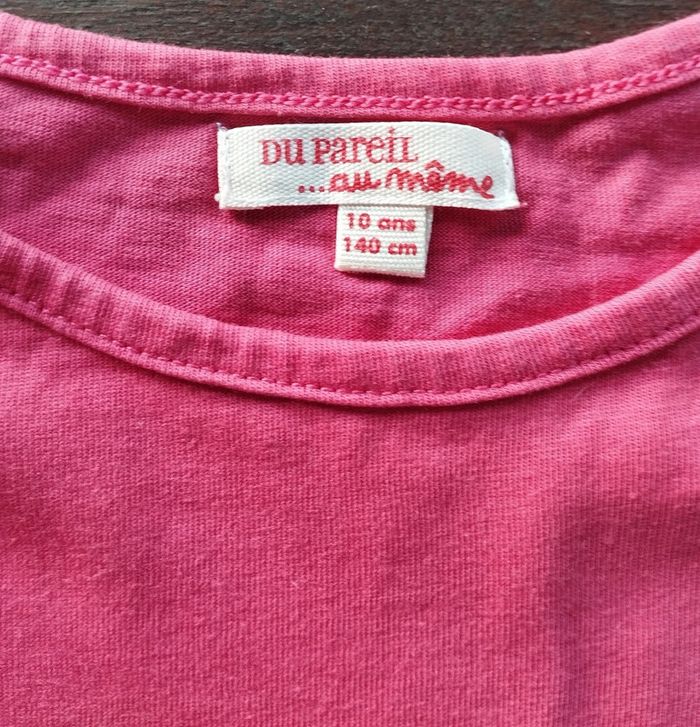 DU PAREIL
...au même
10 ans
140 cm